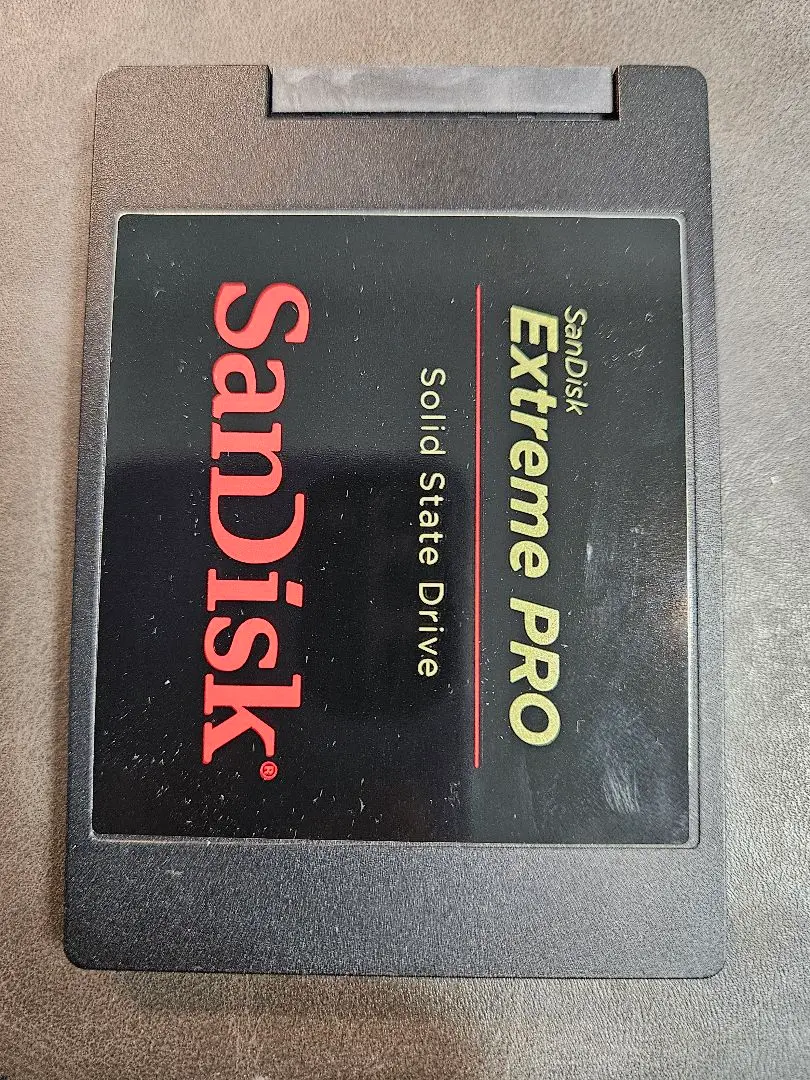 SanDisk
Extreme PRO
Solid State Drive
SanDisk®